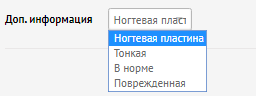 Доп. информация
Ногтевая пласт
Ногтевая пластина
Тонкая
В норме
Поврежденная